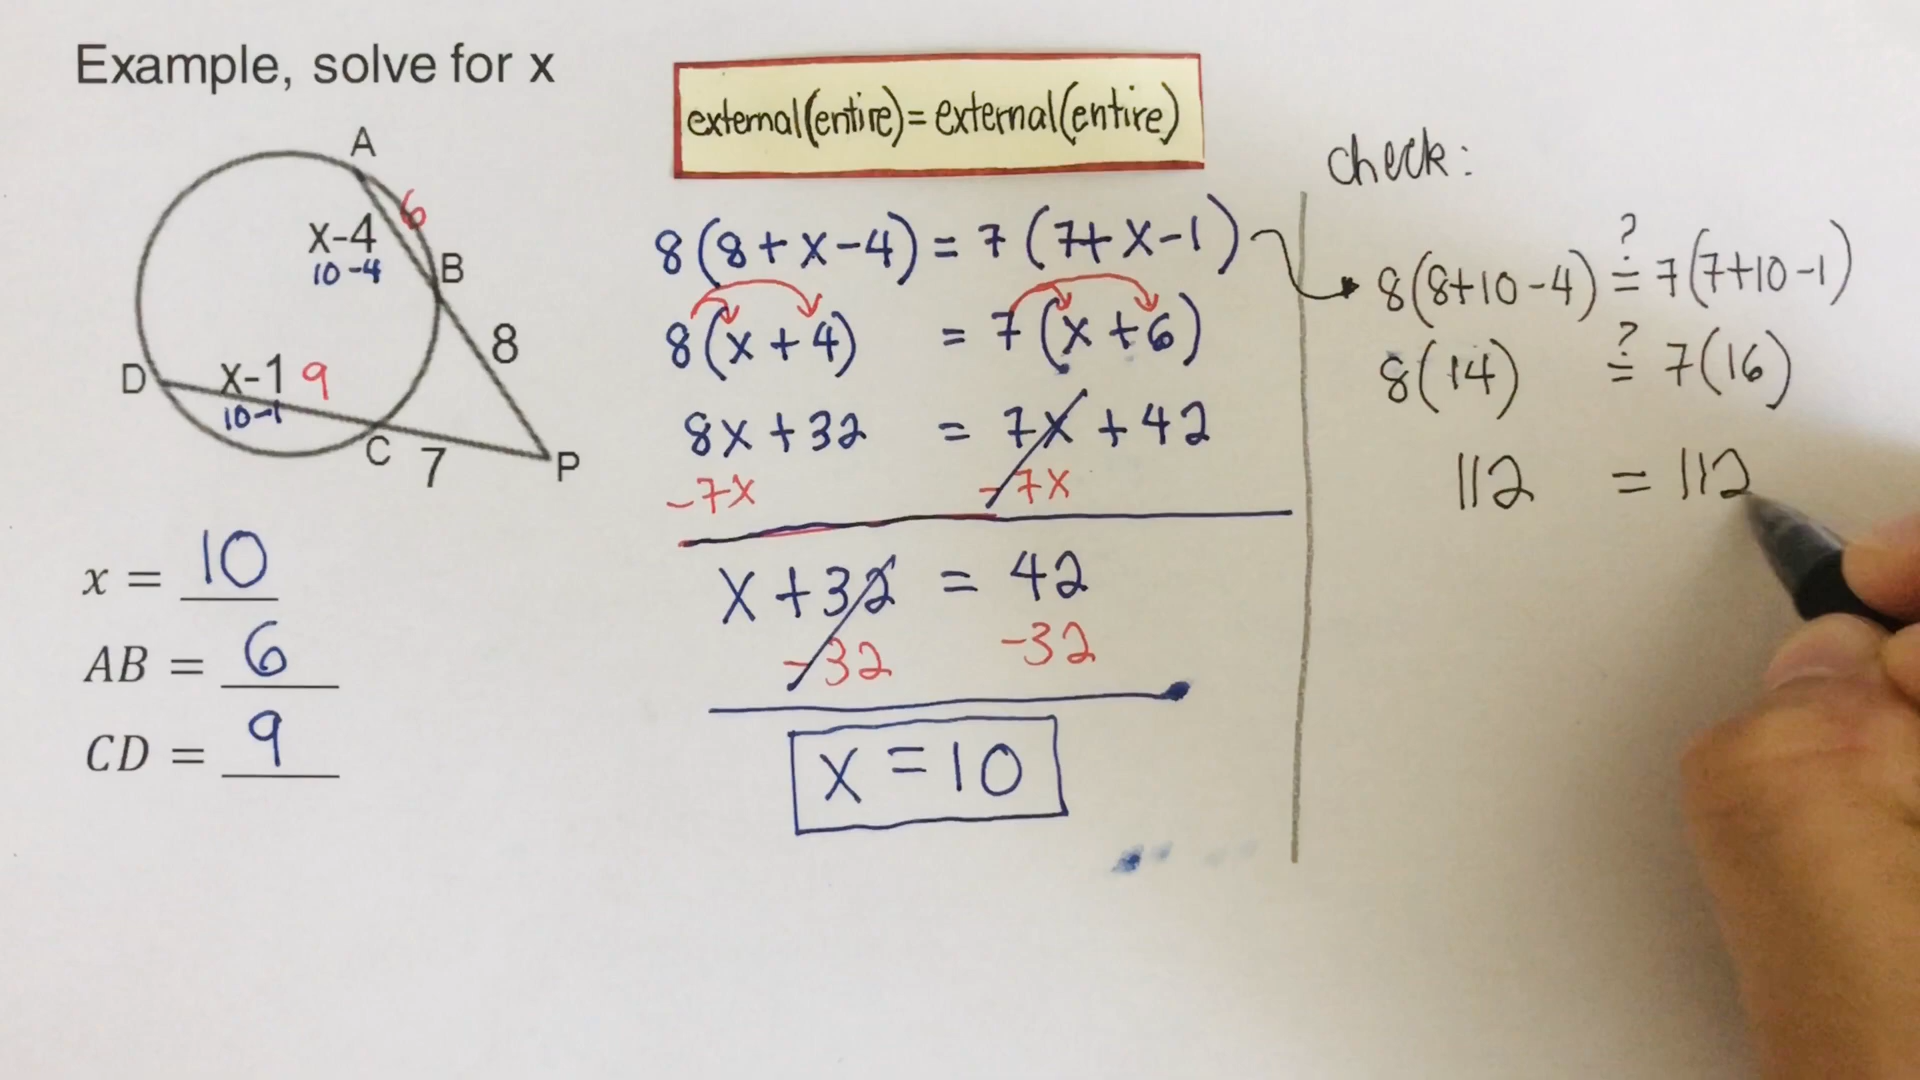 Example, solve for x
A
6
x-4
10-4
B
8
D
x-1 9
10-1
C
7
P
x = 10
AB = 6
CD = 9
external(entire) = external(entire)
8(8+x-4) = 7(7+x-1)
8(x+4) = 7(x+6)
8x+32 = 7x+42
-7x -7x
x+32 = 42
-32 -32
x=10
check:
8(8+10-4) ≟ 7(7+10-1)
8(14) ≟ 7(16)
112 = 112